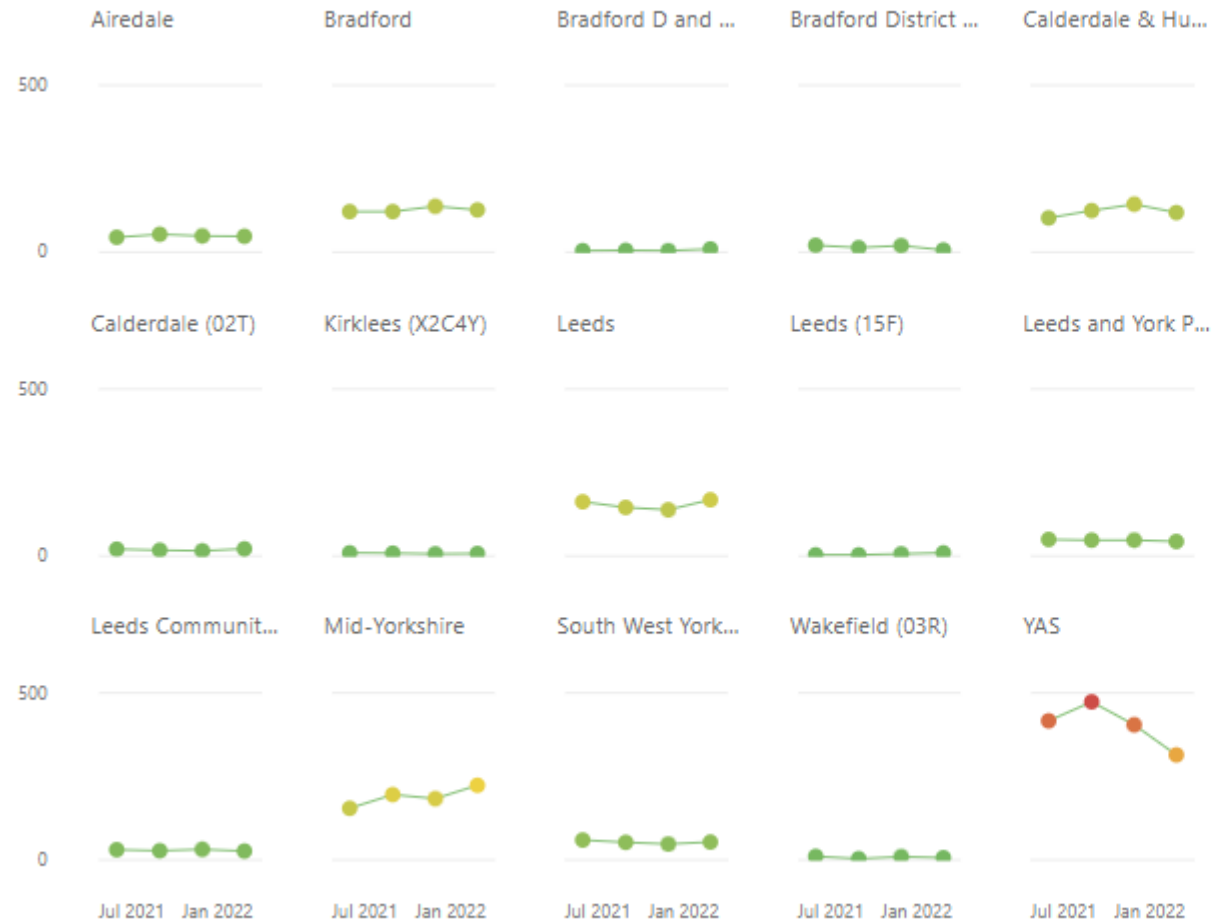 Airedale Bradford Bradford D and ... Bradford District ... Calderdale & Hu...
500
0
Calderdale (02T) Kirklees (X2C4Y) Leeds Leeds (15F) Leeds and York P...
500
0
Leeds Communit... Mid-Yorkshire South West York... Wakefield (03R) YAS
500
0
Jul 2021 Jan 2022 Jul 2021 Jan 2022 Jul 2021 Jan 2022 Jul 2021 Jan 2022 Jul 2021 Jan 2022